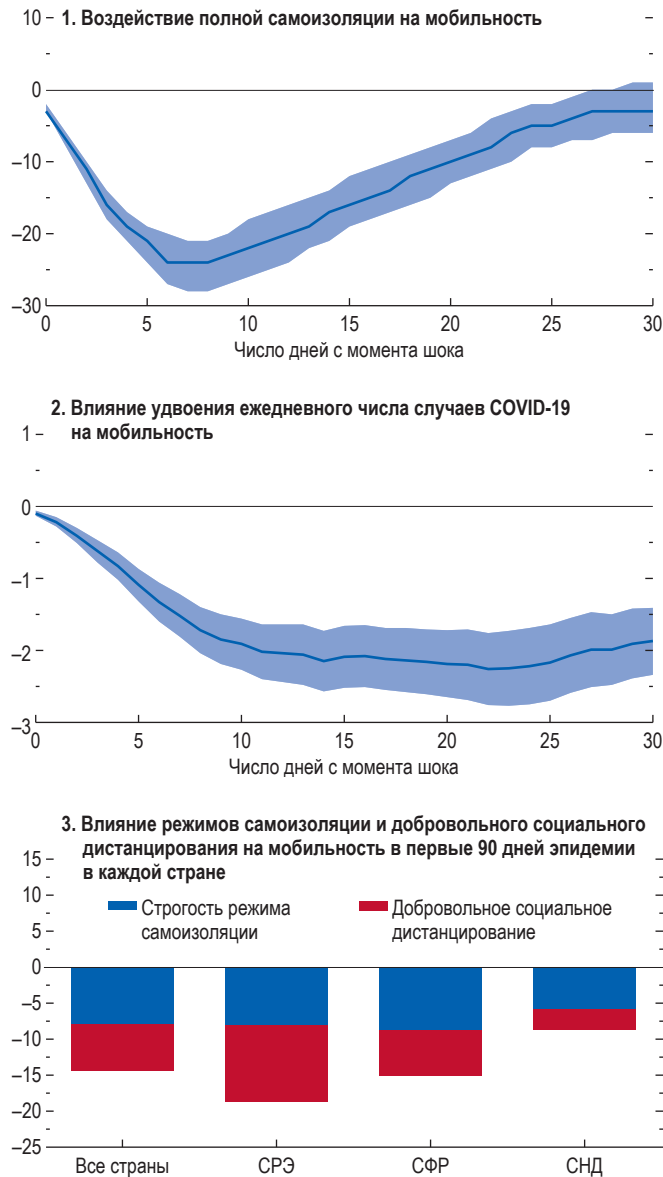 1. Воздействие полной самоизоляции на мобильность
10
0
–10
–20
–30
0 5 10 15 20 25 30
Число дней с момента шока
2. Влияние удвоения ежедневного числа случаев COVID-19
на мобильность
1
0
–1
–2
–3
0 5 10 15 20 25 30
Число дней с момента шока
3. Влияние режимов самоизоляции и добровольного социального
дистанцирования на мобильность в первые 90 дней эпидемии
в каждой стране
15
10
5
0
–5
–10
–15
–20
–25
Строгость режима
самоизоляции
Добровольное социальное
дистанцирование
Все страны СРЭ СФР СНД